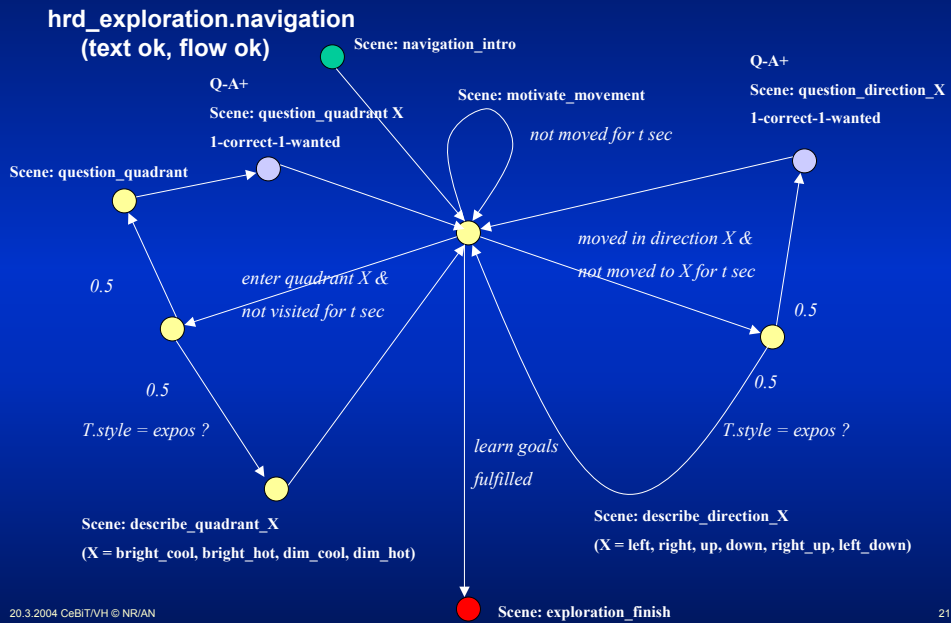 hrd_exploration.navigation
(text ok, flow ok)
Scene: navigation_intro
Q-A+
Scene: question_quadrant X
1-correct-1-wanted
Scene: motivate_movement
not moved for t sec
Q-A+
Scene: question_direction_X
1-correct-1-wanted
Scene: question_quadrant
moved in direction X &
not moved to X for t sec
enter quadrant X &
not visited for t sec
0.5
0.5
0.5
T.style = expos ?
0.5
T.style = expos ?
learn goals
fulfilled
Scene: describe_quadrant_X
(X = bright_cool, bright_hot, dim_cool, dim_hot)
Scene: describe_direction_X
(X = left, right, up, down, right_up, left_down)
20.3.2004 CeBiT/VH © NR/AN
Scene: exploration_finish
21